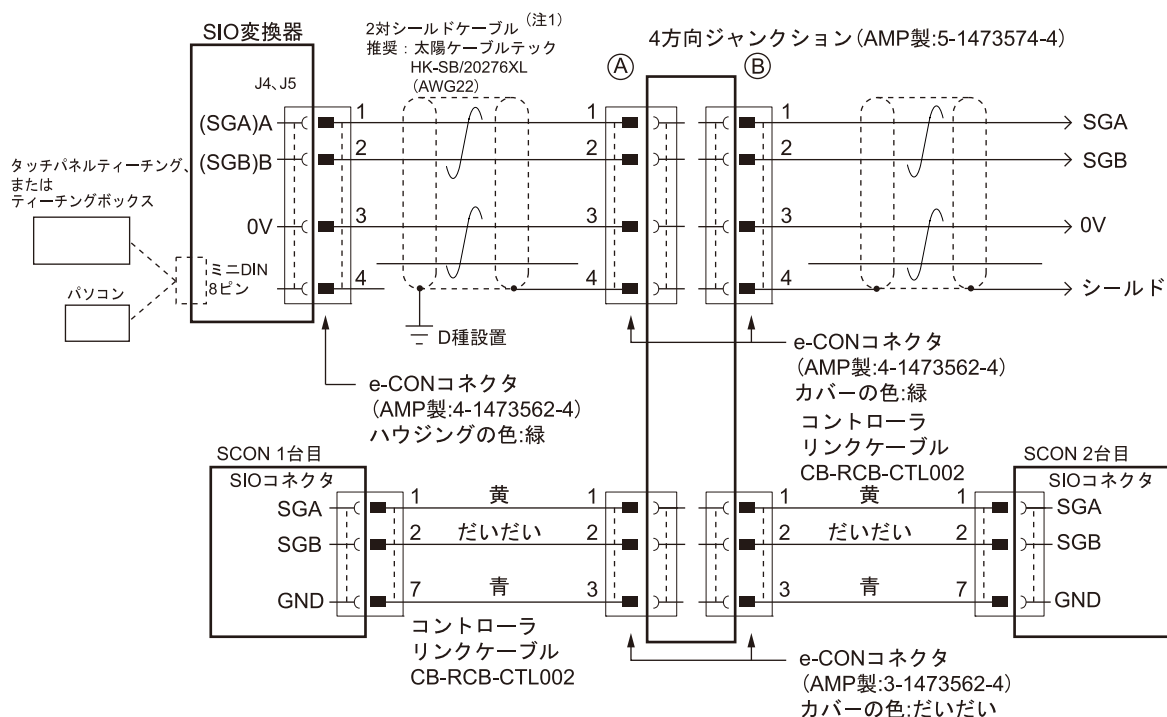 SIO変換器
2対シールドケーブル(注1)
推奨：太陽ケーブルテック
HK-SB/20276XL
(AWG22)
4方向ジャンクション(AMP製:5-1473574-4)
Ⓐ
Ⓑ
J4、J5
(SGA)A
1
1
1
SGA
(SGB)B
2
2
2
SGB
タッチパネルティーチング、
または
ティーチングボックス
0V
3
3
3
0V
ミニDIN
8ピン
4
4
4
シールド
パソコン
D種設置
e-CONコネクタ
(AMP製:4-1473562-4)
ハウジングの色:緑
e-CONコネクタ
(AMP製:4-1473562-4)
カバーの色:緑
コントローラ
リンクケーブル
CB-RCB-CTL002
SCON 1台目
SIOコネクタ
SCON 2台目
SIOコネクタ
SGA
1
黄
1
1
黄
1
SGA
SGB
2
だいだい
2
2
だいだい
2
SGB
GND
7
青
3
3
青
7
GND
コントローラ
リンクケーブル
CB-RCB-CTL002
e-CONコネクタ
(AMP製:3-1473562-4)
カバーの色:だいだい